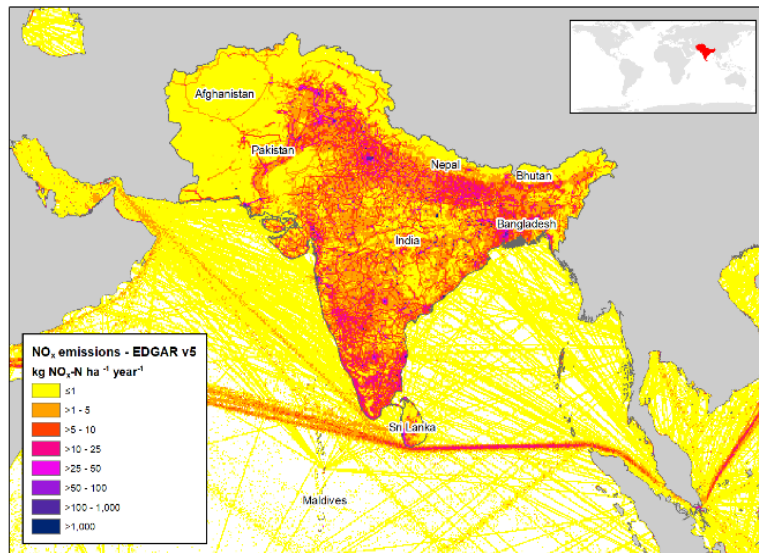 Afghanistan
Pakistan
Nepal
Bhutan
Bangladesh
India
Sri Lanka
Maldives
NOx emissions - EDGAR v5
kg NOx-N ha -1 year-1
≤1
>1 - 5
>5 - 10
>10 - 25
>25 - 50
>50 - 100
>100 - 1,000
>1,000